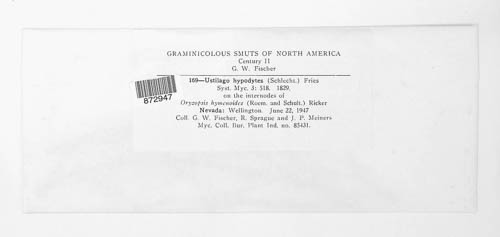 GRAMINICOLOUS SMUTS OF NORTH AMERICA
Century II
G. W. Fischer
169—Ustilago hypodytes (Schlecht.) Fries
Syst. Myc. 3: 518. 1829.
on the internodes of
Oryzopsis hymenoides (Roem. and Schult.) Ricker
Nevada: Wellington. June 22, 1947
Coll. G. W. Fischer, R. Sprague and J. P. Meiners
Myc. Coll. Bur. Plant Ind. no. 85431.
872947